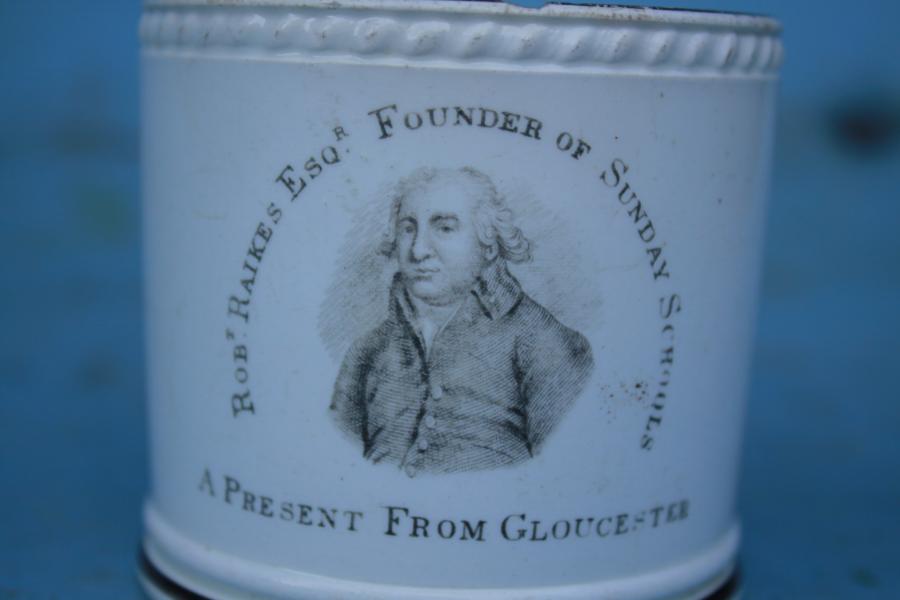 ROBᵀ RAIKES ESQᴿ. FOUNDER OF SUNDAY SCHOOLS
A PRESENT FROM GLOUCESTER